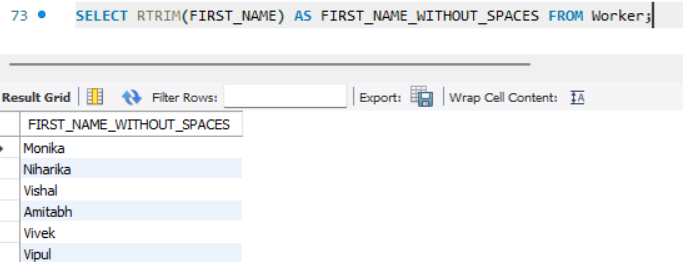 73 SELECT RTRIM(FIRST_NAME) AS FIRST_NAME_WITHOUT_SPACES FROM Worker;
Result Grid Filter Rows: Export: Wrap Cell Content: IA
FIRST_NAME_WITHOUT_SPACES
Monika
Niharika
Vishal
Amitabh
Vivek
Vipul